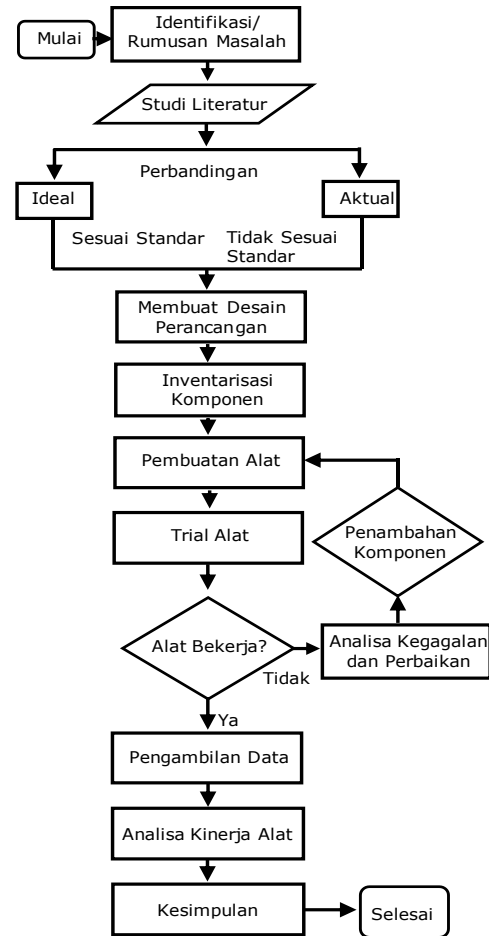 Mulai
Identifikasi/
Rumusan Masalah
Studi Literatur
Perbandingan
Ideal
Aktual
Sesuai Standar
Tidak Sesuai
Standar
Membuat Desain
Perancangan
Inventarisasi
Komponen
Pembuatan Alat
Trial Alat
Penambahan
Komponen
Alat Bekerja?
Tidak
Analisa Kegagalan
dan Perbaikan
Ya
Pengambilan Data
Analisa Kinerja Alat
Kesimpulan
Selesai